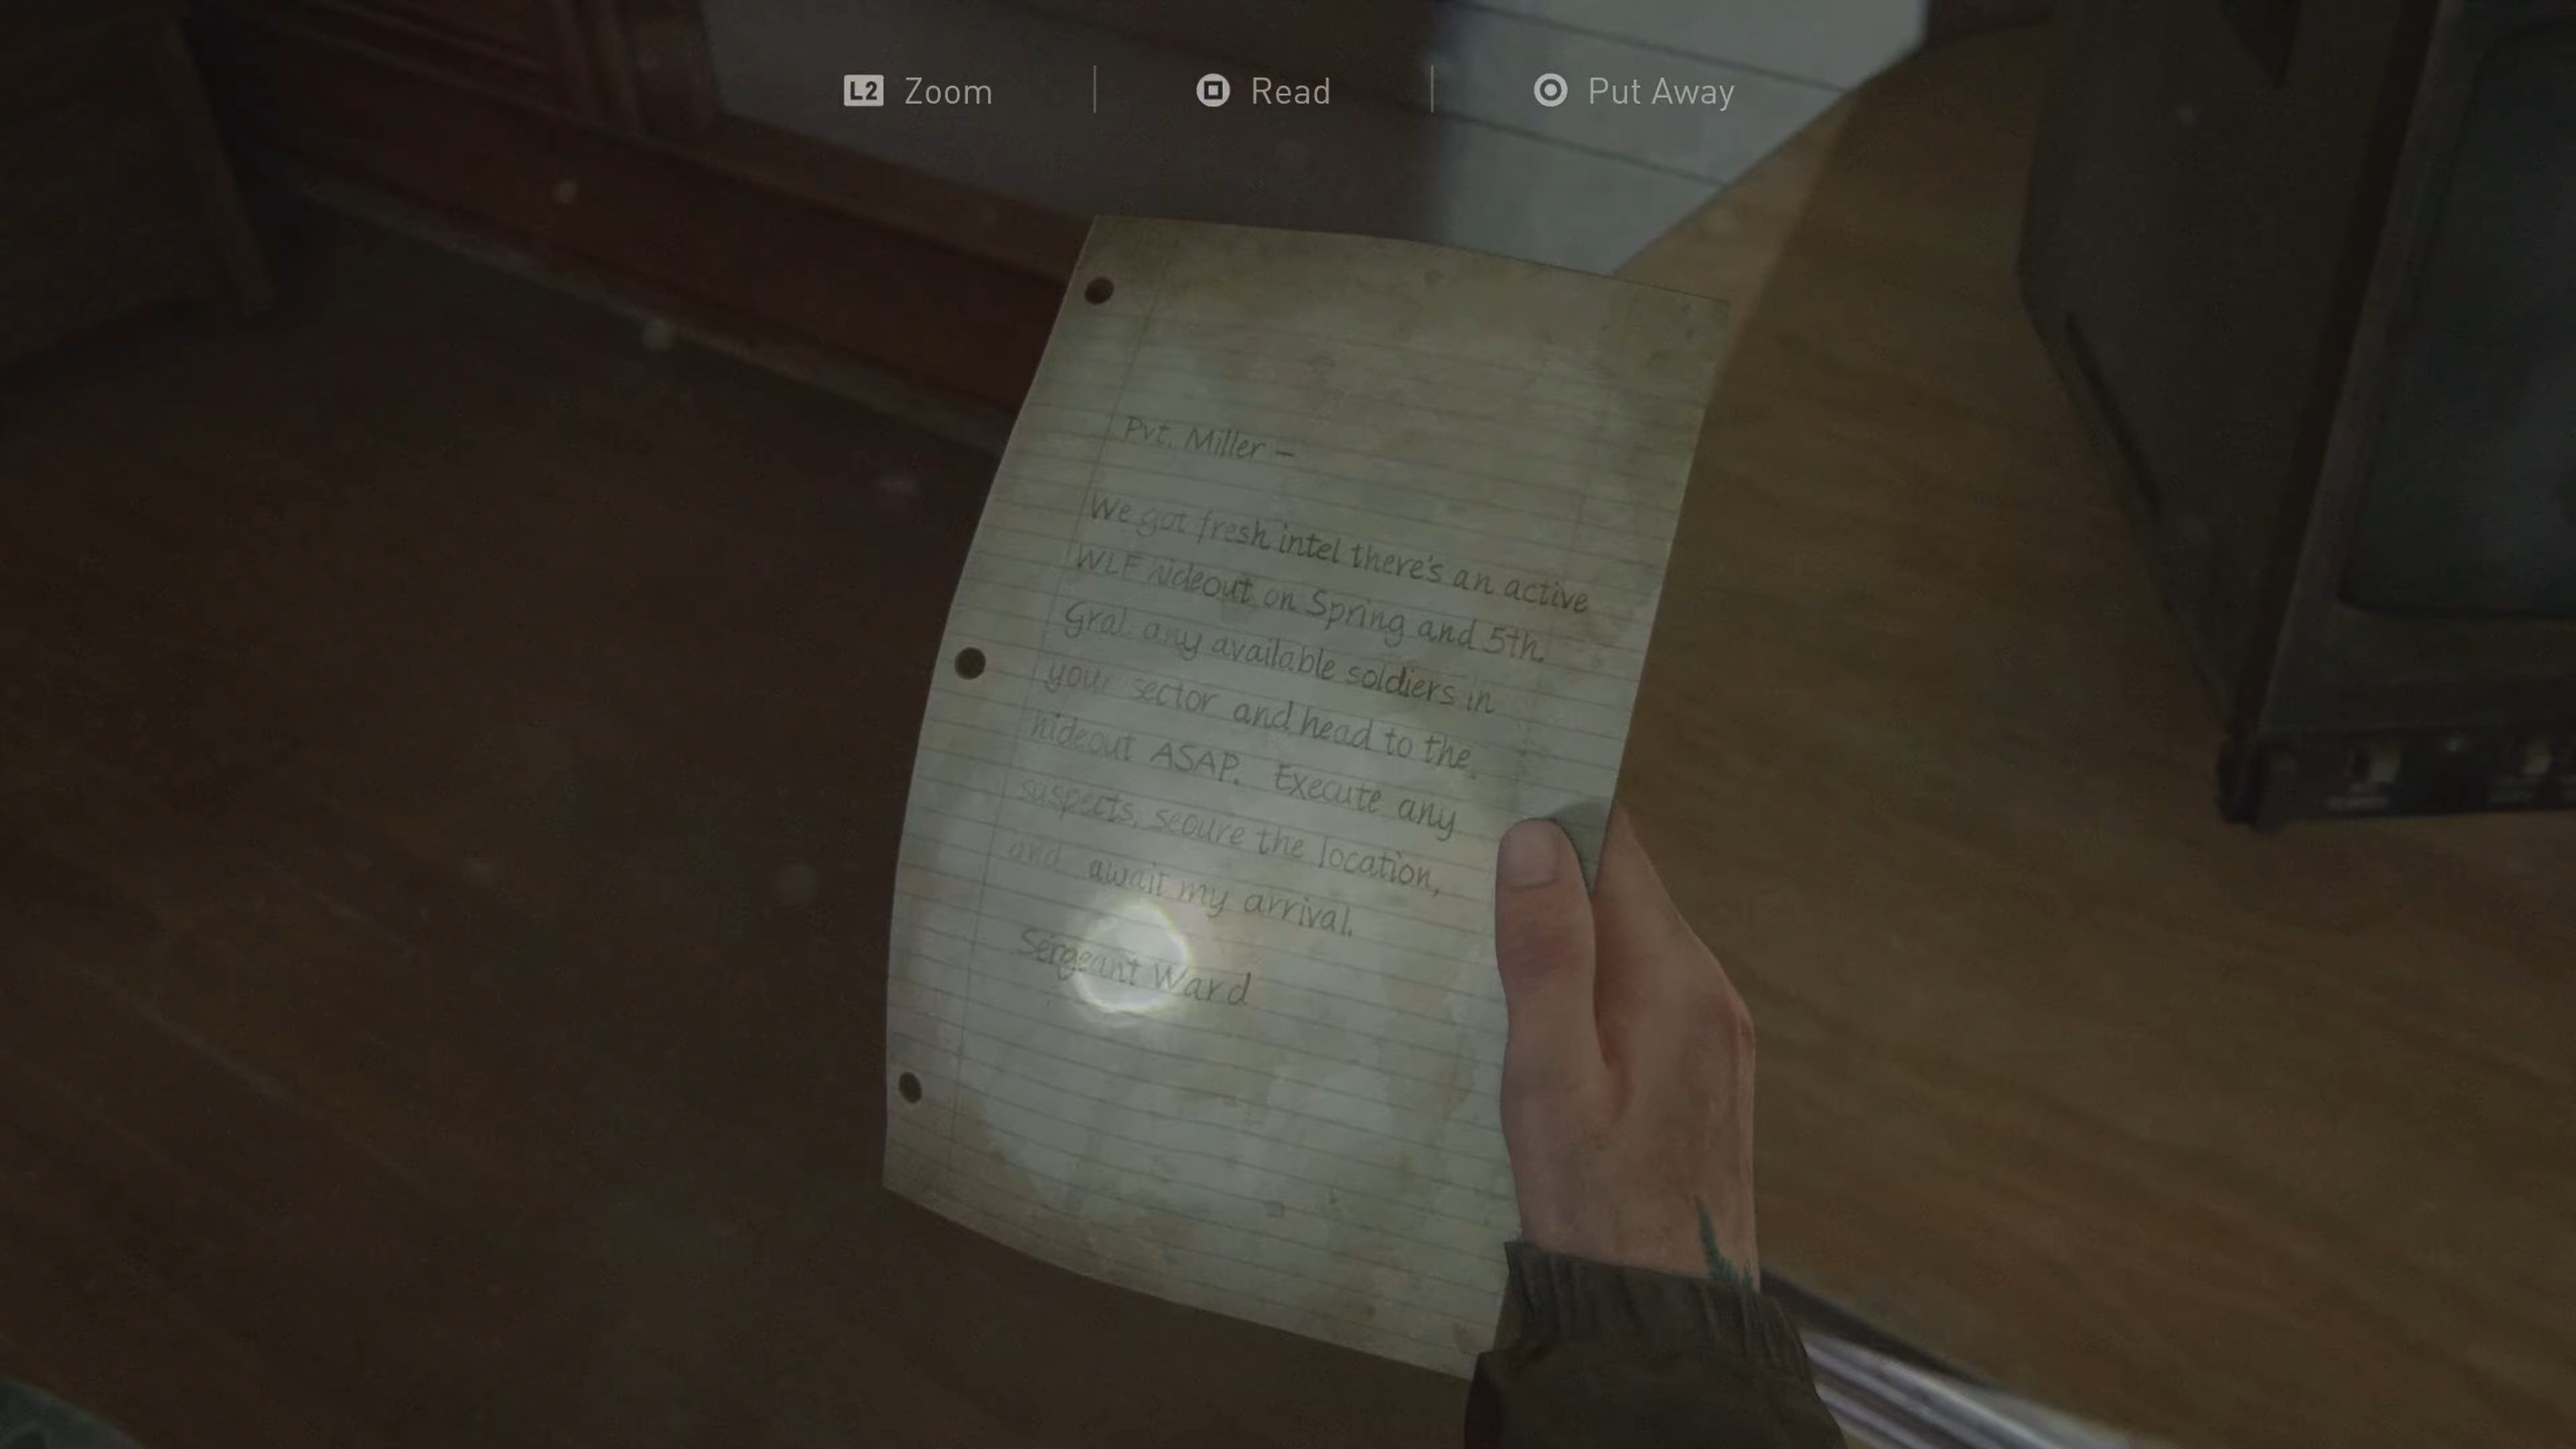 L2 Zoom | Read | Put Away
Pvt. Miller –
We got fresh intel there's an active
WLF hideout on Spring and 5th.
Grab any available soldiers in
your sector and head to the
hideout ASAP. Execute any
suspects, secure the location,
and await my arrival.
Sergeant Ward